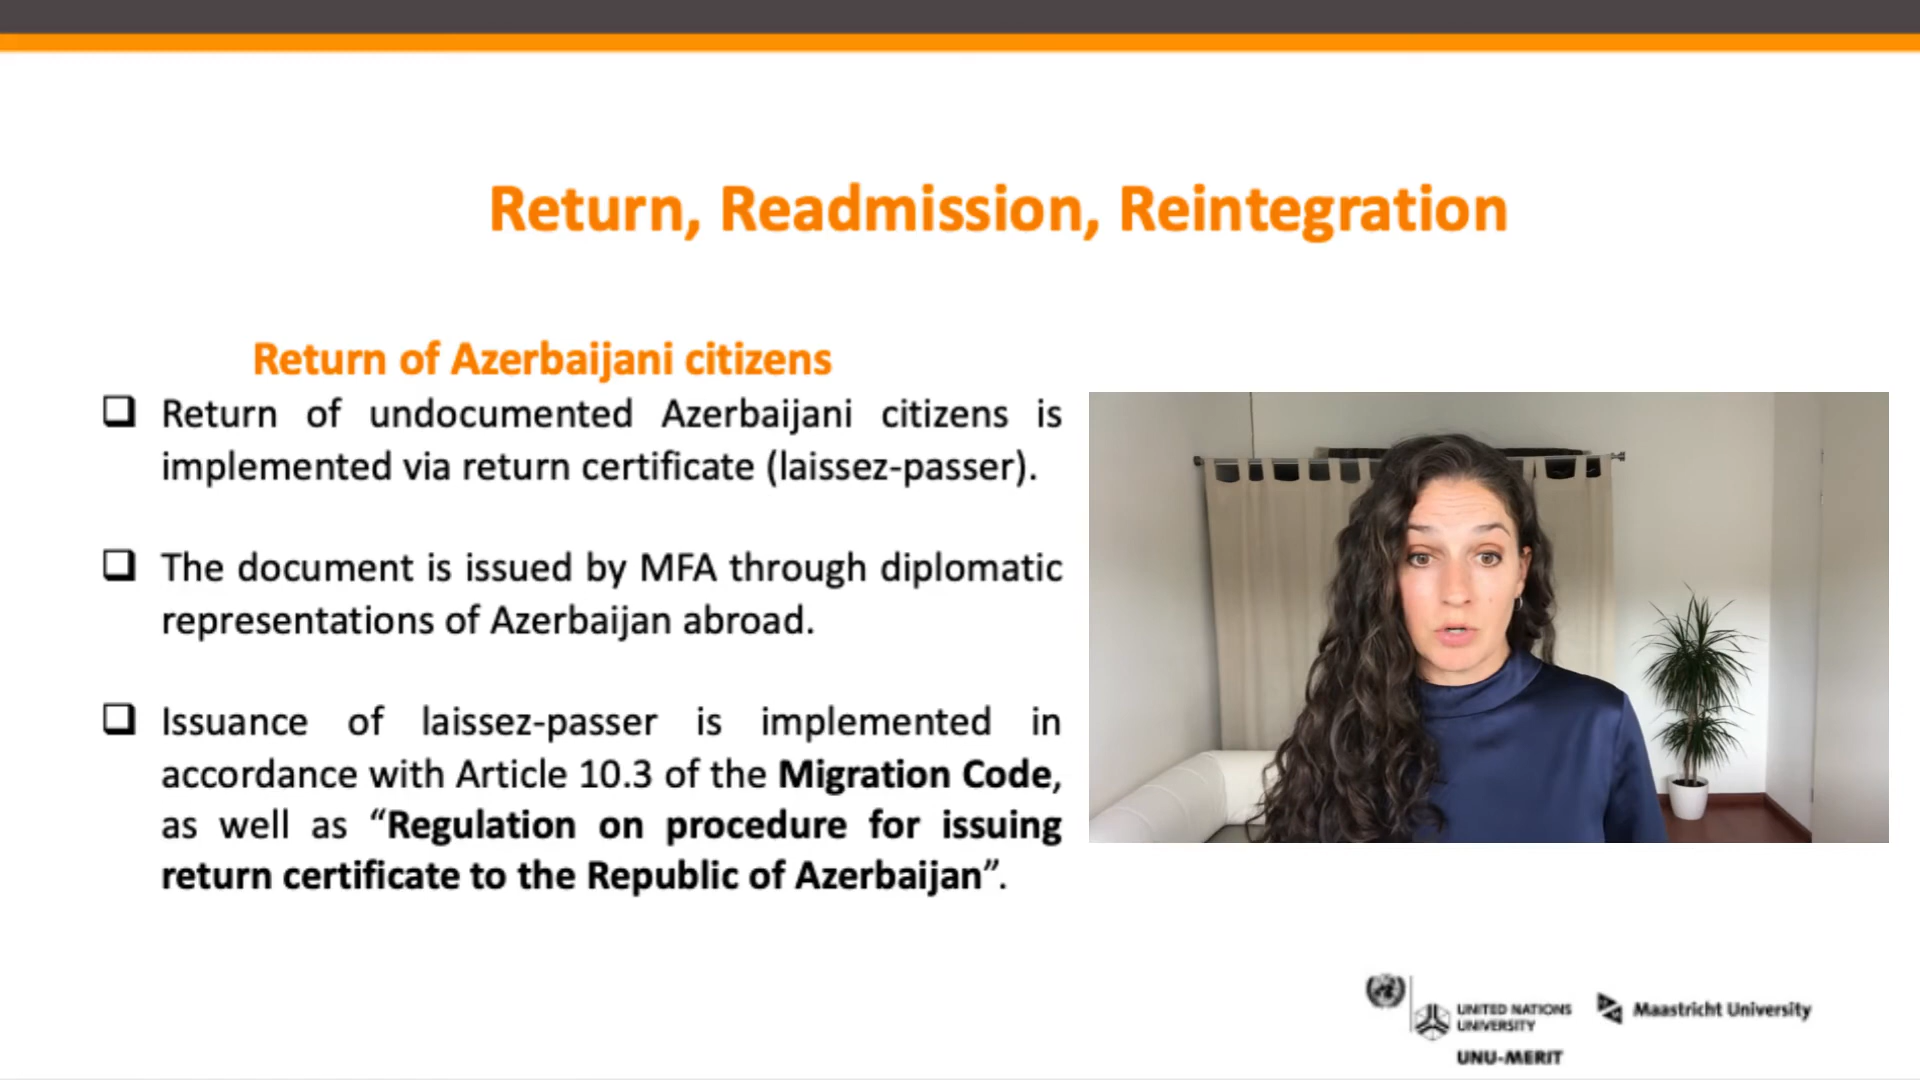 Return, Readmission, Reintegration
Return of Azerbaijani citizens
Return of undocumented Azerbaijani citizens is
implemented via return certificate (laissez-passer).
The document is issued by MFA through diplomatic
representations of Azerbaijan abroad.
Issuance of laissez-passer is implemented in
accordance with Article 10.3 of the Migration Code,
as well as “Regulation on procedure for issuing
return certificate to the Republic of Azerbaijan”.
UNITED NATIONS
UNIVERSITY
UNU-MERIT
Maastricht University